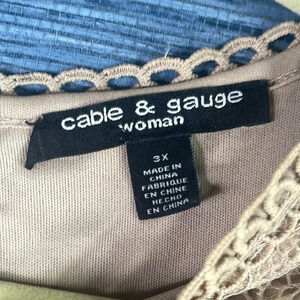 cable & gauge
woman
3X
MADE IN
CHINA
FABRIQUE
EN CHINE
HECHO
EN CHINA